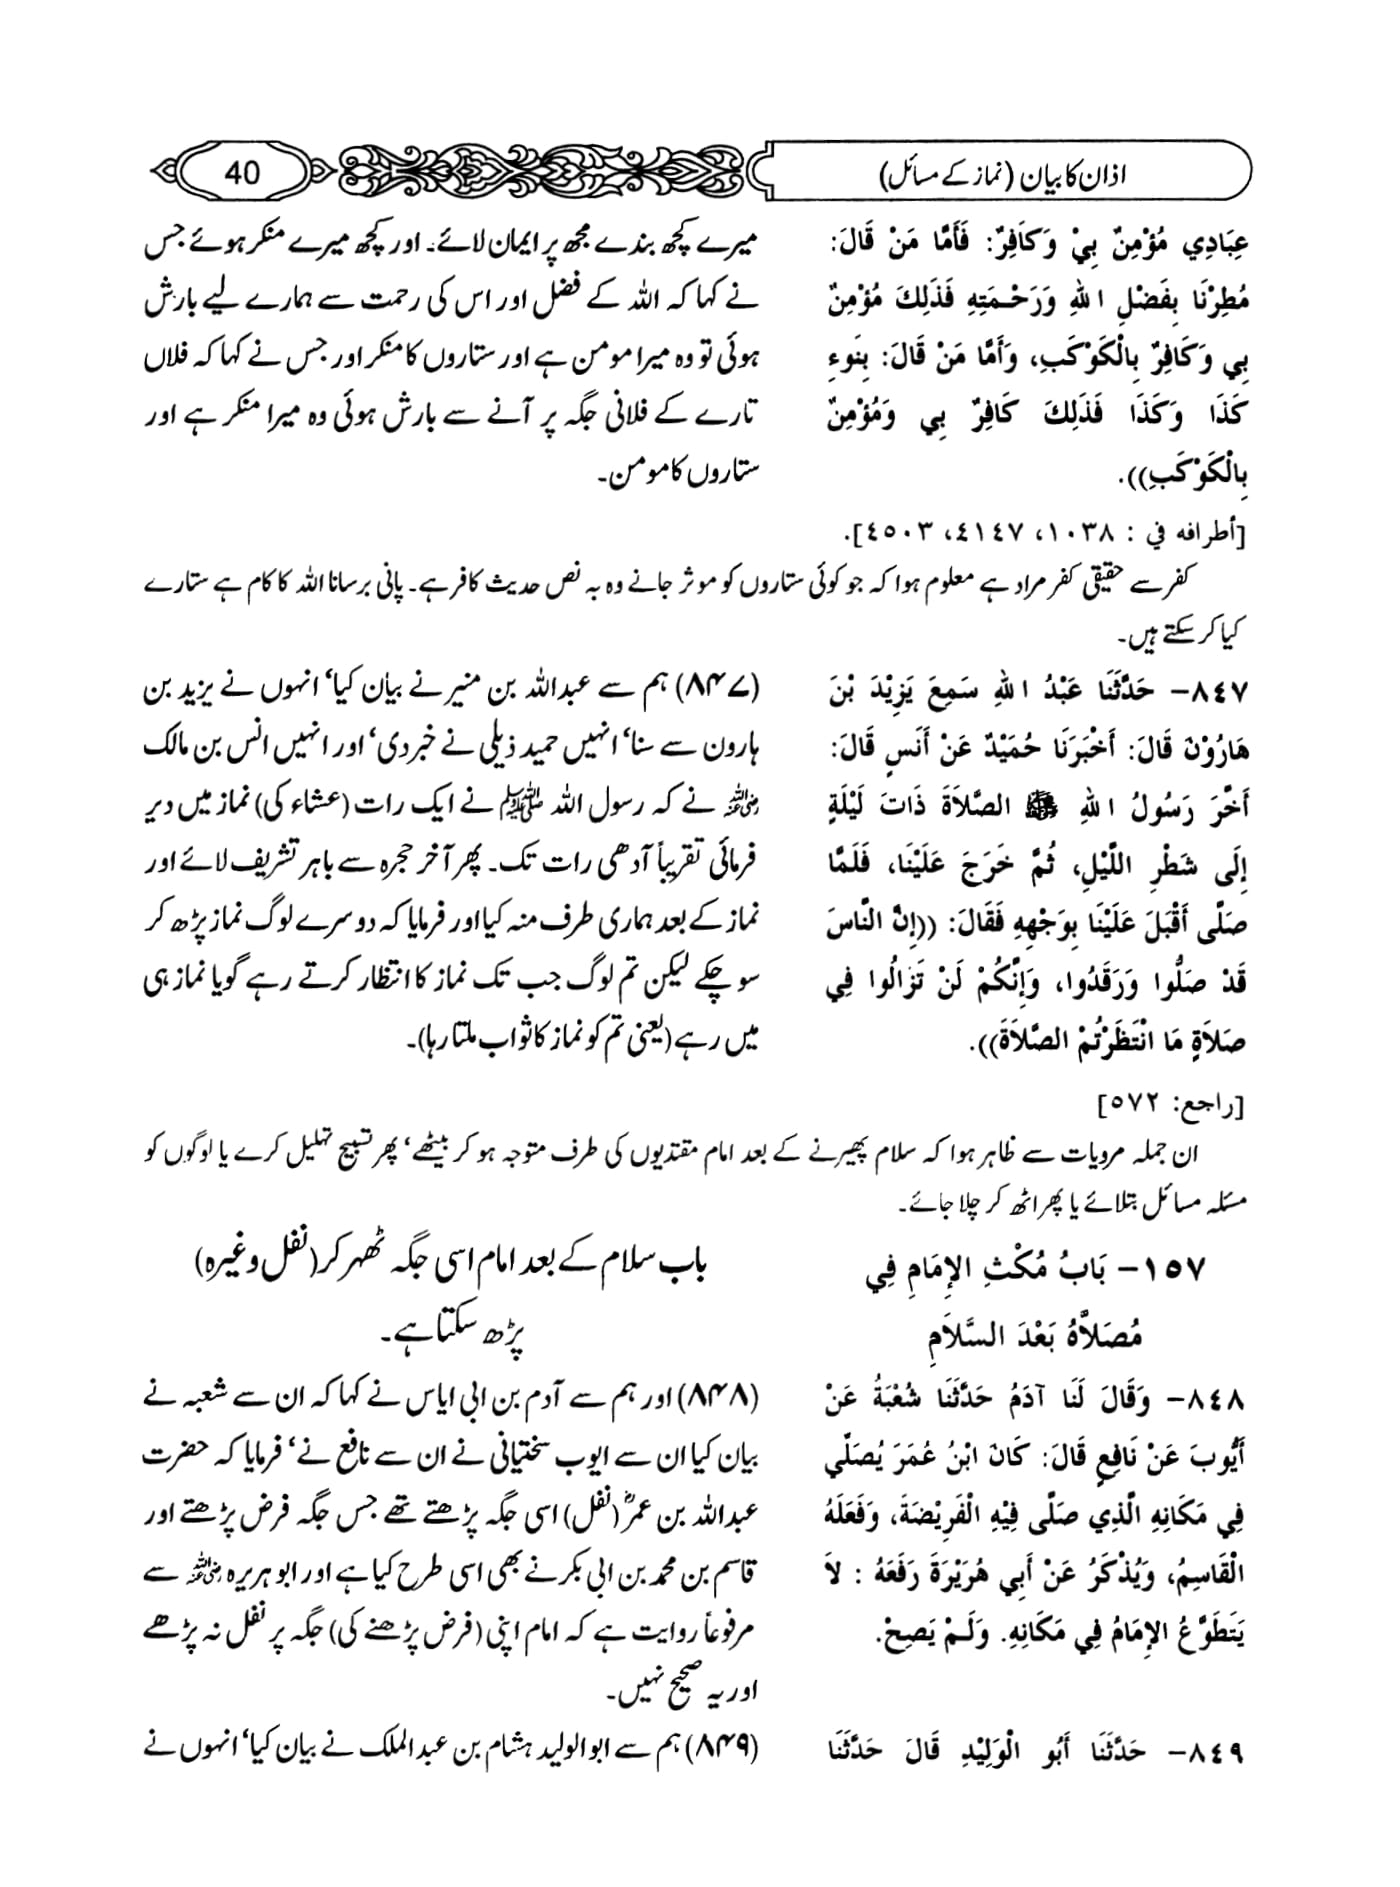 اذان کا بیان (نماز کے مسائل)
40
عِبَادِي مُؤْمِنٌ بِيْ وَكَافِرٌ: فَأَمَّا مَنْ قَالَ:
مُطِرْنَا بِفَضْلِ اللهِ وَرَحْمَتِهِ فَذَلِكَ مُؤْمِنٌ
بِي وَكَافِرٌ بِالْكَوْكَبِ، وَأَمَّا مَنْ قَالَ: بِنَوءِ
كَذَا وَكَذَا فَذَلِكَ كَافِرٌ بِي وَمُؤْمِنٌ
بِالْكَوْكَبِ)).
[أطرافه في : ١٠٣٨، ٤١٤٧، ٤٥٠٣].
میرے کچھ بندے مجھ پر ایمان لائے۔ اور کچھ میرے منکر ہوئے جس
نے کہا کہ اللہ کے فضل اور اس کی رحمت سے ہمارے لیے بارش
ہوئی تو وہ میرا مومن ہے اور ستاروں کا منکر اور جس نے کہا کہ فلاں
تارے کے فلانی جگہ پر آنے سے بارش ہوئی وہ میرا منکر ہے اور
ستاروں کا مومن۔
کفر سے حقیقی کفر مراد ہے معلوم ہوا کہ جو کوئی ستاروں کو موثر جانے وہ بہ نص حدیث کافر ہے۔ پانی برسانا اللہ کا کام ہے ستارے
کیا کر سکتے ہیں۔
٨٤٧- حَدَّثَنَا عَبْدُ اللهِ سَمِعَ يَزِيْدَ بْنَ
هَارُوْنَ قَالَ: أَخْبَرَنَا حُمَيْدٌ عَنْ أَنَسٍ قَالَ:
أَخَّرَ رَسُولُ اللهِ ﷺ الصَّلاَةَ ذَاتَ لَيْلَةٍ
إِلَى شَطْرِ اللَّيْلِ، ثُمَّ خَرَجَ عَلَيْنَا، فَلَمَّا
صَلَّى أَقْبَلَ عَلَيْنَا بِوَجْهِهِ فَقَالَ: ((إِنَّ النَّاسَ
قَدْ صَلُّوا وَرَقَدُوا، وَإِنَّكُمْ لَنْ تَزَالُوا فِي
صَلاَةٍ مَا انْتَظَرْتُمُ الصَّلاَةَ)).
[راجع: ٥٧٢]
(۸۴۷) ہم سے عبداللہ بن منیر نے بیان کیا‘ انہوں نے یزید بن
ہارون سے سنا‘ انہیں حمید ذیلی نے خبر دی‘ اور انہیں انس بن مالک
رضی اللہ عنہ نے کہ رسول اللہ ﷺ نے ایک رات (عشاء کی) نماز میں دیر
فرمائی تقریباً آدھی رات تک۔ پھر آخر حجرہ سے باہر تشریف لائے اور
نماز کے بعد ہماری طرف منہ کیا اور فرمایا کہ دوسرے لوگ نماز پڑھ کر
سو چکے لیکن تم لوگ جب تک نماز کا انتظار کرتے رہے گویا نماز ہی
میں رہے (یعنی تم کو نماز کا ثواب ملتا رہا)۔
ان جملہ مرویات سے ظاہر ہوا کہ سلام پھیرنے کے بعد امام مقتدیوں کی طرف متوجہ ہو کر بیٹھے‘ پھر تسبیح تہلیل کرے یا لوگوں کو
مسئلہ مسائل بتلائے یا پھر اٹھ کر چلا جائے۔
١٥٧- بَابُ مُكْثِ الإِمَامِ فِي
مُصَلاَّهُ بَعْدَ السَّلاَمِ
باب سلام کے بعد امام اسی جگہ ٹھہر کر (نفل وغیرہ)
پڑھ سکتا ہے۔
٨٤٨- وَقَالَ لَنَا آدَمُ حَدَّثَنَا شُعْبَةُ عَنْ
أَيُّوبَ عَنْ نَافِعٍ قَالَ: كَانَ ابْنُ عُمَرَ يُصَلِّي
فِي مَكَانِهِ الَّذِي صَلَّى فِيْهِ الْفَرِيْضَةَ، وَفَعَلَهُ
الْقَاسِمُ، وَيُذْكَرُ عَنْ أَبِي هُرَيْرَةَ رَفَعَهُ : لاَ
يَتَطَوَّعُ الإِمَامُ فِي مَكَانِهِ. وَلَمْ يَصِحْ.
(۸۴۸) اور ہم سے آدم بن ابی ایاس نے کہا کہ ان سے شعبہ نے
بیان کیا ان سے ایوب سختیانی نے ان سے نافع نے‘ فرمایا کہ حضرت
عبداللہ بن عمرؓ (نفل) اسی جگہ پڑھتے تھے جس جگہ فرض پڑھتے اور
قاسم بن محمد بن ابی بکر نے بھی اسی طرح کیا ہے اور ابو ہریرہ رضی اللہ عنہ سے
مرفوعاً روایت ہے کہ امام اپنی (فرض پڑھنے کی) جگہ پر نفل نہ پڑھے
اور یہ صحیح نہیں۔
٨٤٩- حَدَّثَنَا أَبُو الْوَلِيْدِ قَالَ حَدَّثَنَا
(۸۴۹) ہم سے ابوالولید ہشام بن عبدالملک نے بیان کیا‘ انہوں نے